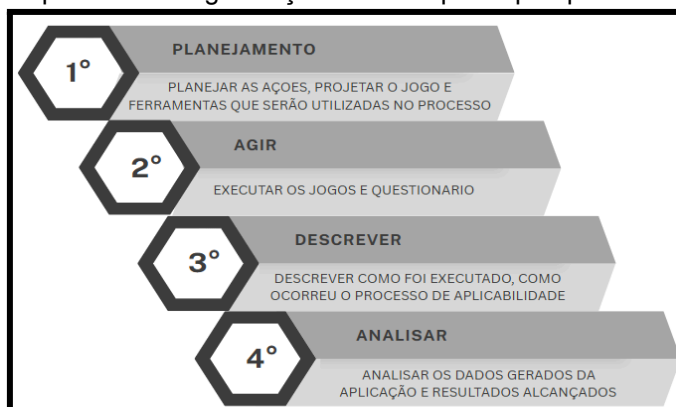 1°
PLANEJAMENTO
PLANEJAR AS AÇOES, PROJETAR O JOGO E
FERRAMENTAS QUE SERÃO UTILIZADAS NO PROCESSO
2°
AGIR
EXECUTAR OS JOGOS E QUESTIONARIO
3°
DESCREVER
DESCREVER COMO FOI EXECUTADO, COMO
OCORREU O PROCESSO DE APLICABILIDADE
4°
ANALISAR
ANALISAR OS DADOS GERADOS DA
APLICAÇÃO E RESULTADOS ALCANÇADOS